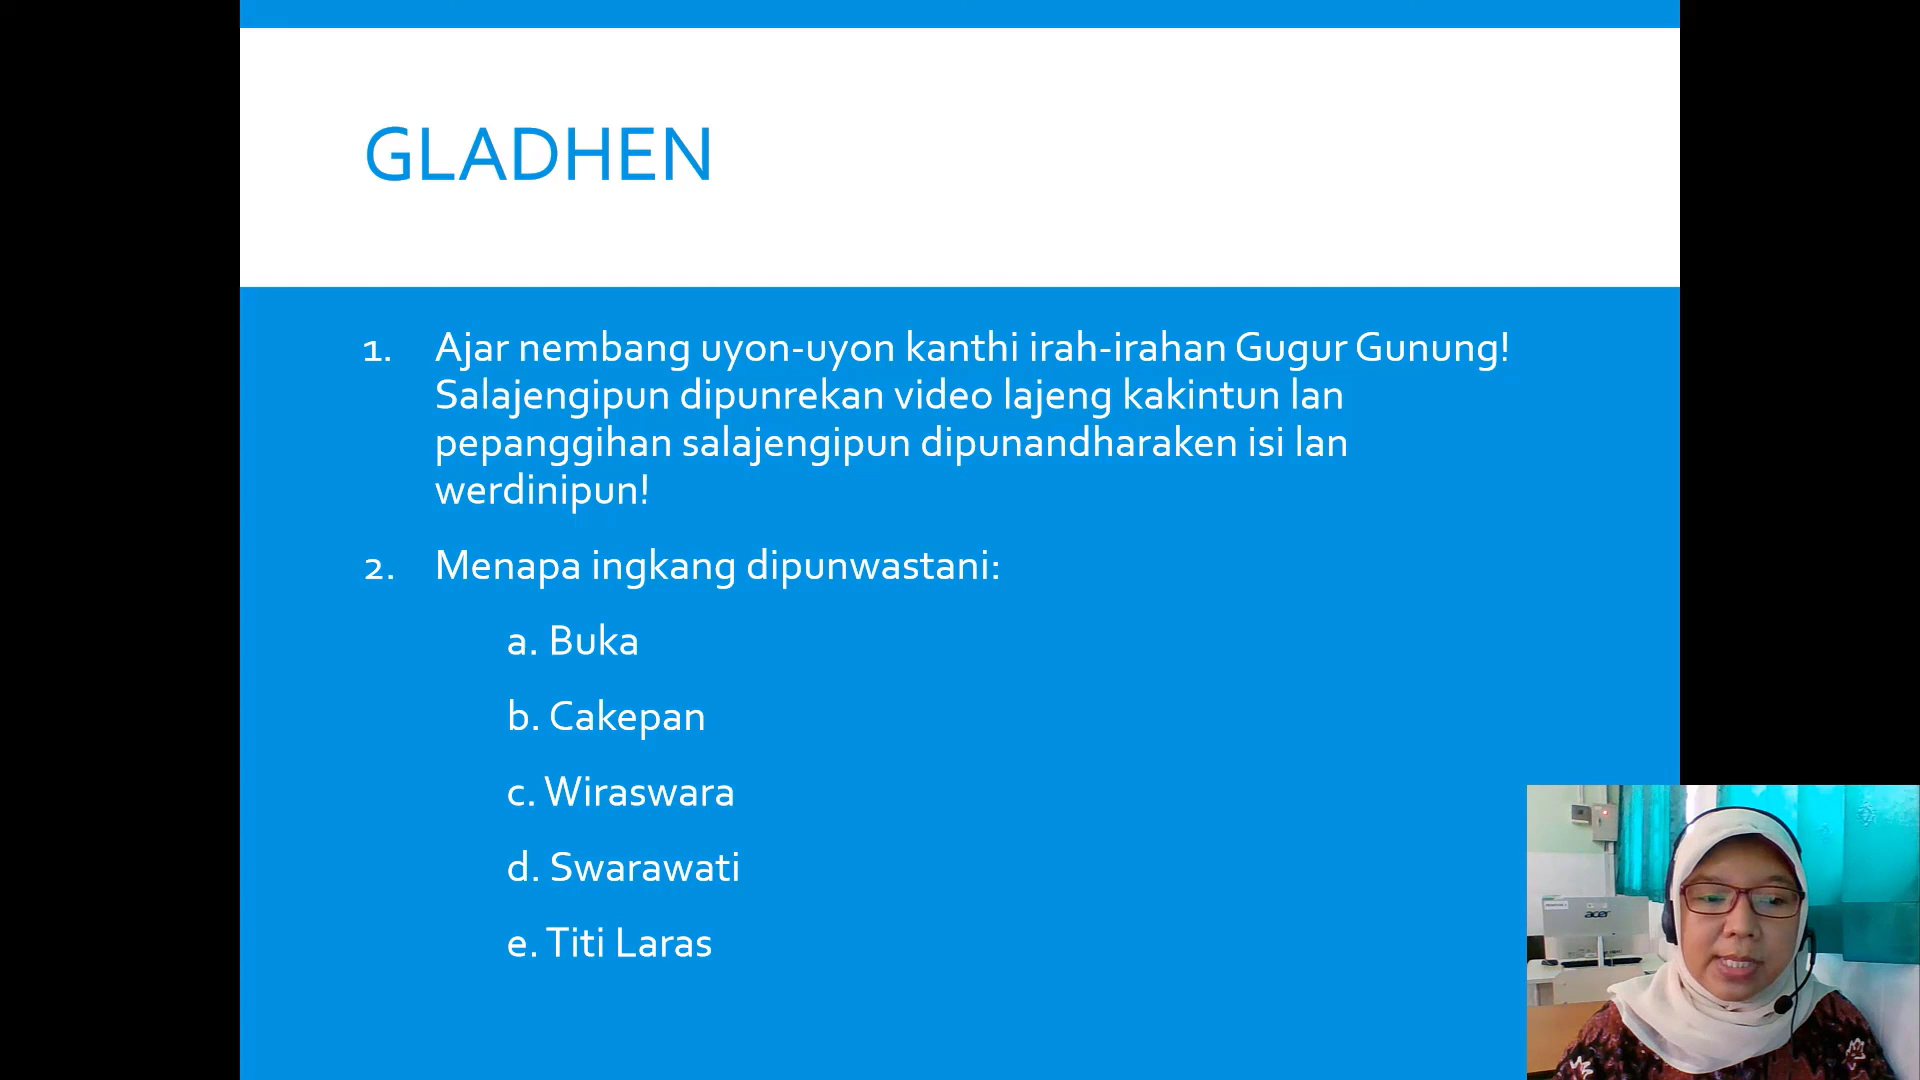 GLADHEN
1. Ajar nembang uyon-uyon kanthi irah-irahan Gugur Gunung!
Salajengipun dipunrekan video lajeng kakintun lan
pepanggihan salajengipun dipunandharaken isi lan
werdinipun!
2. Menapa ingkang dipunwastani:
a. Buka
b. Cakepan
c. Wiraswara
d. Swarawati
e. Titi Laras
acer